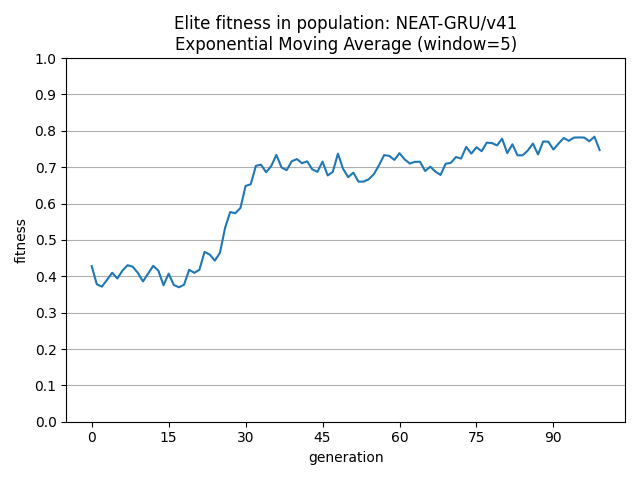 Elite fitness in population: NEAT-GRU/v41
Exponential Moving Average (window=5)
1.0
0.9
0.8
0.7
0.6
0.5
0.4
0.3
0.2
0.1
0.0
fitness
0 15 30 45 60 75 90
generation